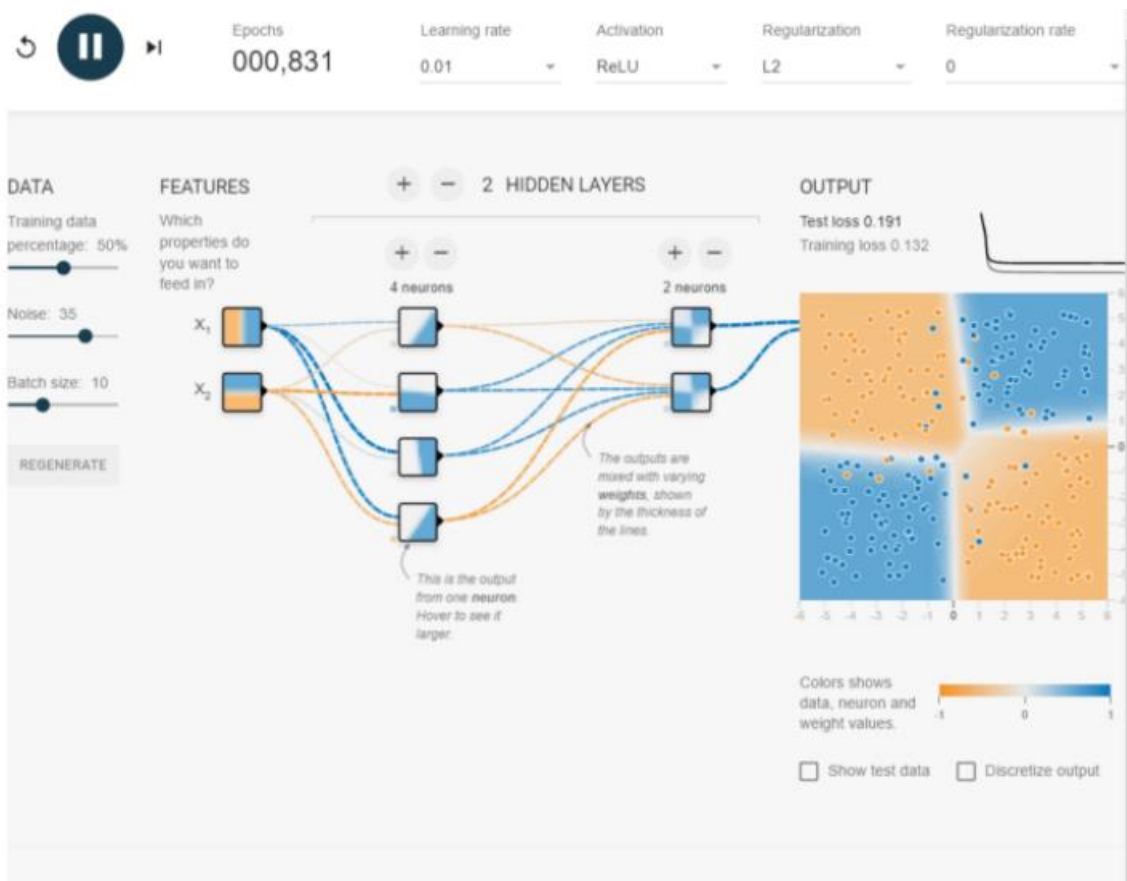 Epochs
000,831
Learning rate
0.01
Activation
ReLU
Regularization
L2
Regularization rate
0
DATA
Training data
percentage: 50%
Noise: 35
Batch size: 10
REGENERATE
FEATURES
Which
properties do
you want to
feed in?
X1
X2
+ − 2 HIDDEN LAYERS
+ −
4 neurons
+ −
2 neurons
This is the output
from one neuron.
Hover to see it
larger.
The outputs are
mixed with varying
weights, shown
by the thickness of
the lines.
OUTPUT
Test loss 0.191
Training loss 0.132
-6 -5 -4 -3 -2 -1 0 1 2 3 4 5 6
Colors shows
data, neuron and
weight values.
-1 0 1
Show test data
Discretize output